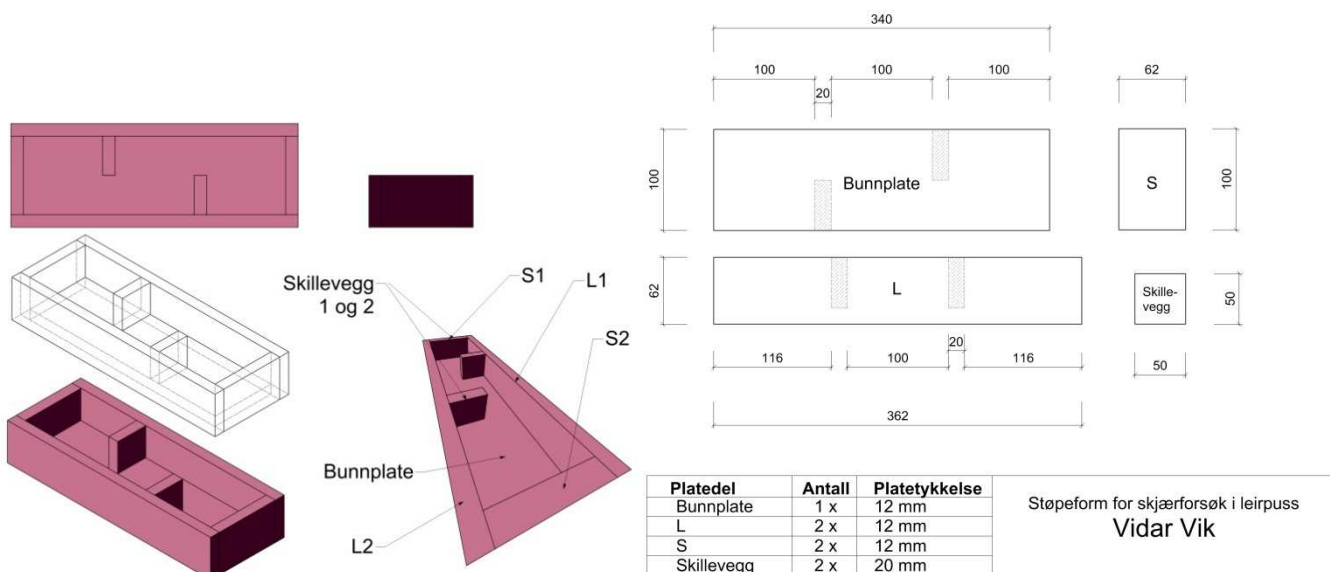 Skillevegg
1 og 2
S1
L1
S2
Bunnplate
L2
340
100
100
100
20
62
100
Bunnplate
S
100
62
L
Skille-
vegg
50
20
116
100
116
50
362
Platedel Antall Platetykkelse
Bunnplate 1 x 12 mm
L 2 x 12 mm
S 2 x 12 mm
Skillevegg 2 x 20 mm
Støpeform for skjærforsøk i leirpuss
Vidar Vik